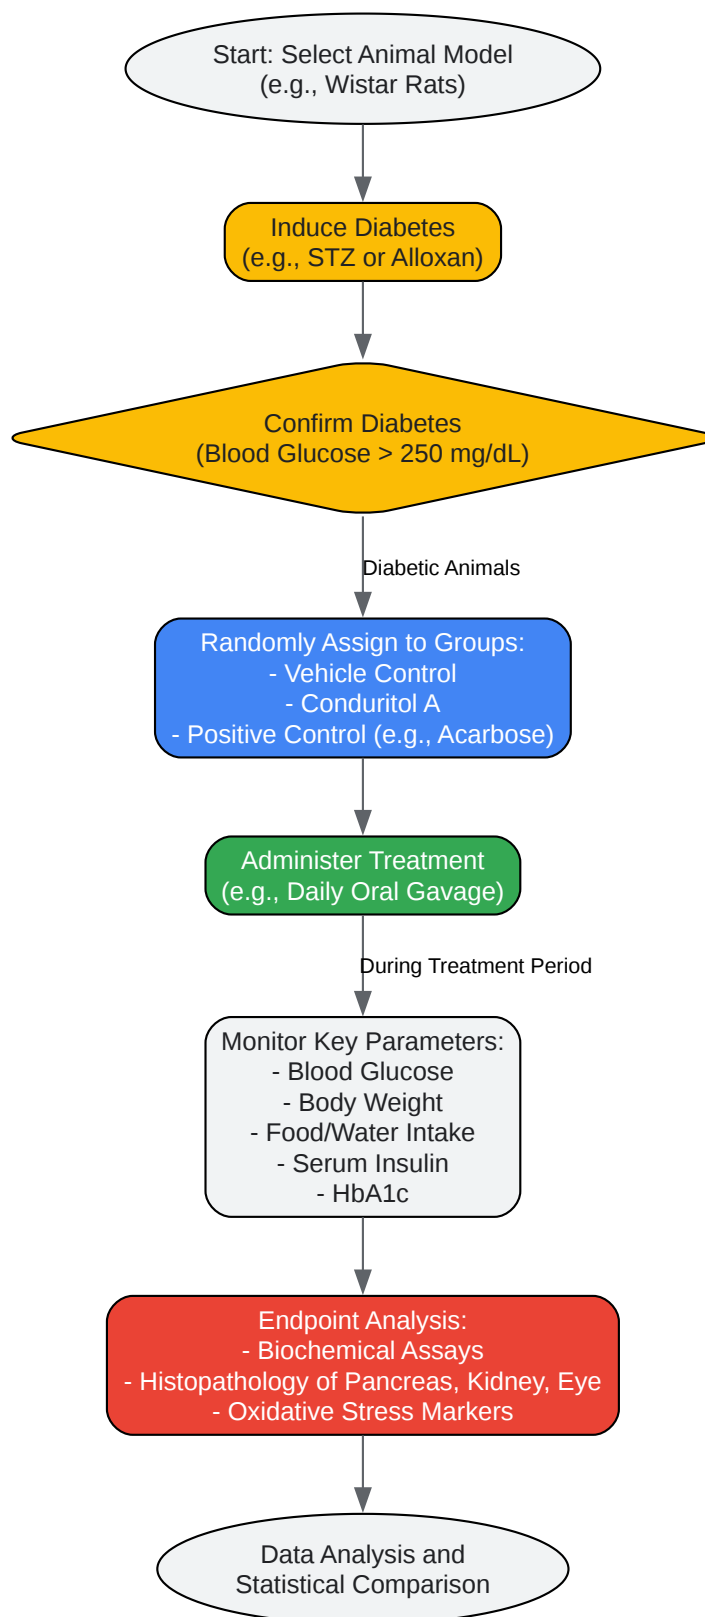 Start: Select Animal Model
(e.g., Wistar Rats)
Induce Diabetes
(e.g., STZ or Alloxan)
Confirm Diabetes
(Blood Glucose > 250 mg/dL)
Diabetic Animals
Randomly Assign to Groups:
- Vehicle Control
- Conduritol A
- Positive Control (e.g., Acarbose)
Administer Treatment
(e.g., Daily Oral Gavage)
During Treatment Period
Monitor Key Parameters:
- Blood Glucose
- Body Weight
- Food/Water Intake
- Serum Insulin
- HbA1c
Endpoint Analysis:
- Biochemical Assays
- Histopathology of Pancreas, Kidney, Eye
- Oxidative Stress Markers
Data Analysis and
Statistical Comparison